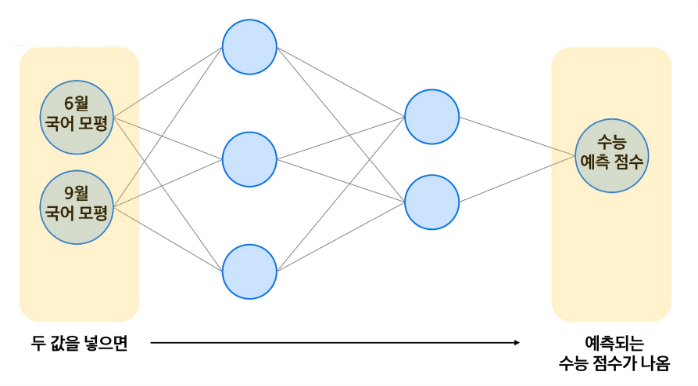 6월
국어 모평
9월
국어 모평
수능
예측 점수
두 값을 넣으면
예측되는
수능 점수가 나옴